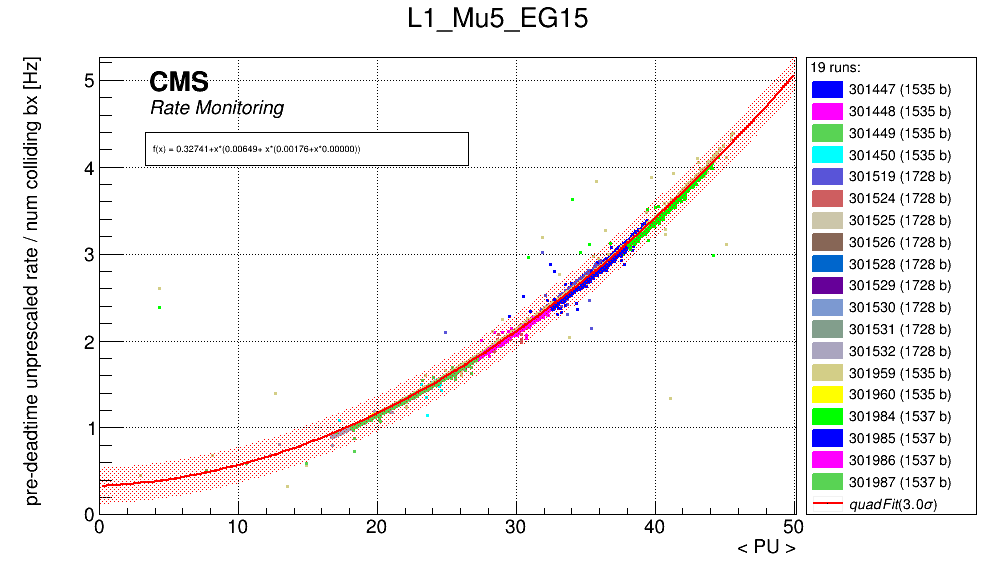 L1_Mu5_EG15
pre-deadtime unprescaled rate / num colliding bx [Hz]
CMS
Rate Monitoring
f(x) = 0.32741+x*(0.00649+ x*(0.00176+x*0.00000))
5
4
3
2
1
0
0 10 20 30 40 50
< PU >
19 runs:
301447 (1535 b)
301448 (1535 b)
301449 (1535 b)
301450 (1535 b)
301519 (1728 b)
301524 (1728 b)
301525 (1728 b)
301526 (1728 b)
301528 (1728 b)
301529 (1728 b)
301530 (1728 b)
301531 (1728 b)
301532 (1728 b)
301959 (1535 b)
301960 (1535 b)
301984 (1537 b)
301985 (1537 b)
301986 (1537 b)
301987 (1537 b)
quadFit(3.0σ)